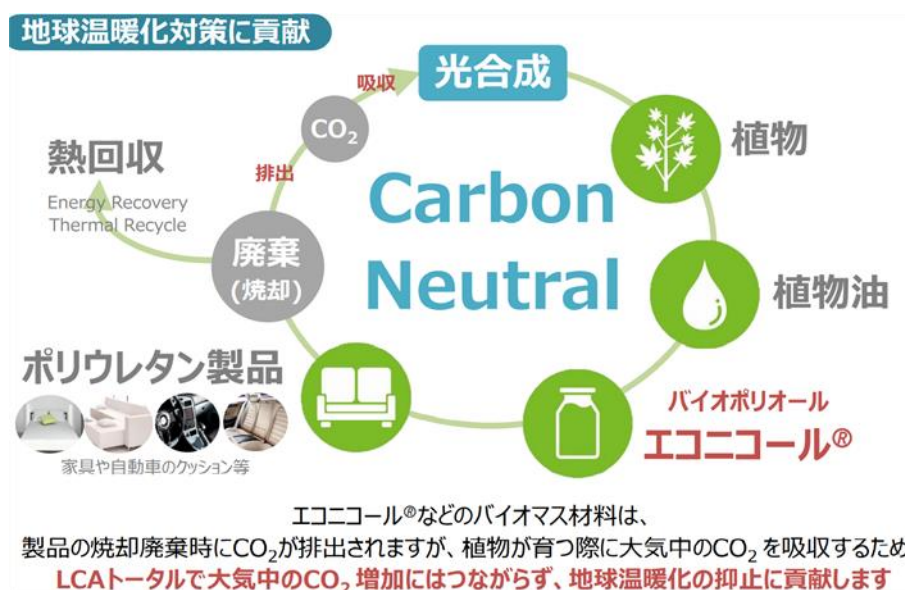 地球温暖化対策に貢献
光合成
吸収
CO₂
排出
植物
熱回収
Energy Recovery
Thermal Recycle
Carbon
Neutral
廃棄
(焼却)
植物油
ポリウレタン製品
家具や自動車のクッション等
バイオポリオール
エコニコール®
エコニコール®などのバイオマス材料は、
製品の焼却廃棄時にCO₂が排出されますが、植物が育つ際に大気中のCO₂を吸収するため
LCAトータルで大気中のCO₂増加にはつながらず、地球温暖化の抑止に貢献します